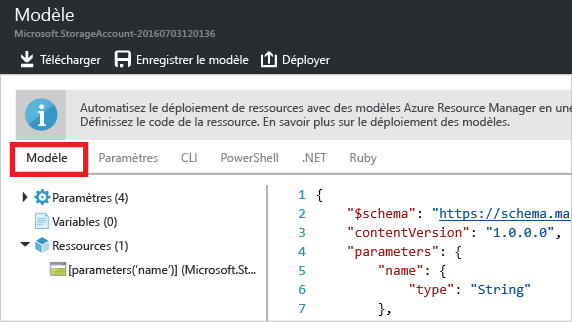 Modèle
Microsoft.StorageAccount-20160703120136
Télécharger Enregistrer le modèle Déployer
Automatisez le déploiement de ressources avec des modèles Azure Resource Manager en une
Définissez le code de la ressource. En savoir plus sur le déploiement des modèles.
Modèle Paramètres CLI PowerShell .NET Ruby
Paramètres (4)
Variables (0)
Ressources (1)
[parameters('name')] (Microsoft.St...
1 {
2 "$schema": "https://schema.ma
3 "contentVersion": "1.0.0.0",
4 "parameters": {
5 "name": {
6 "type": "String"
7 },